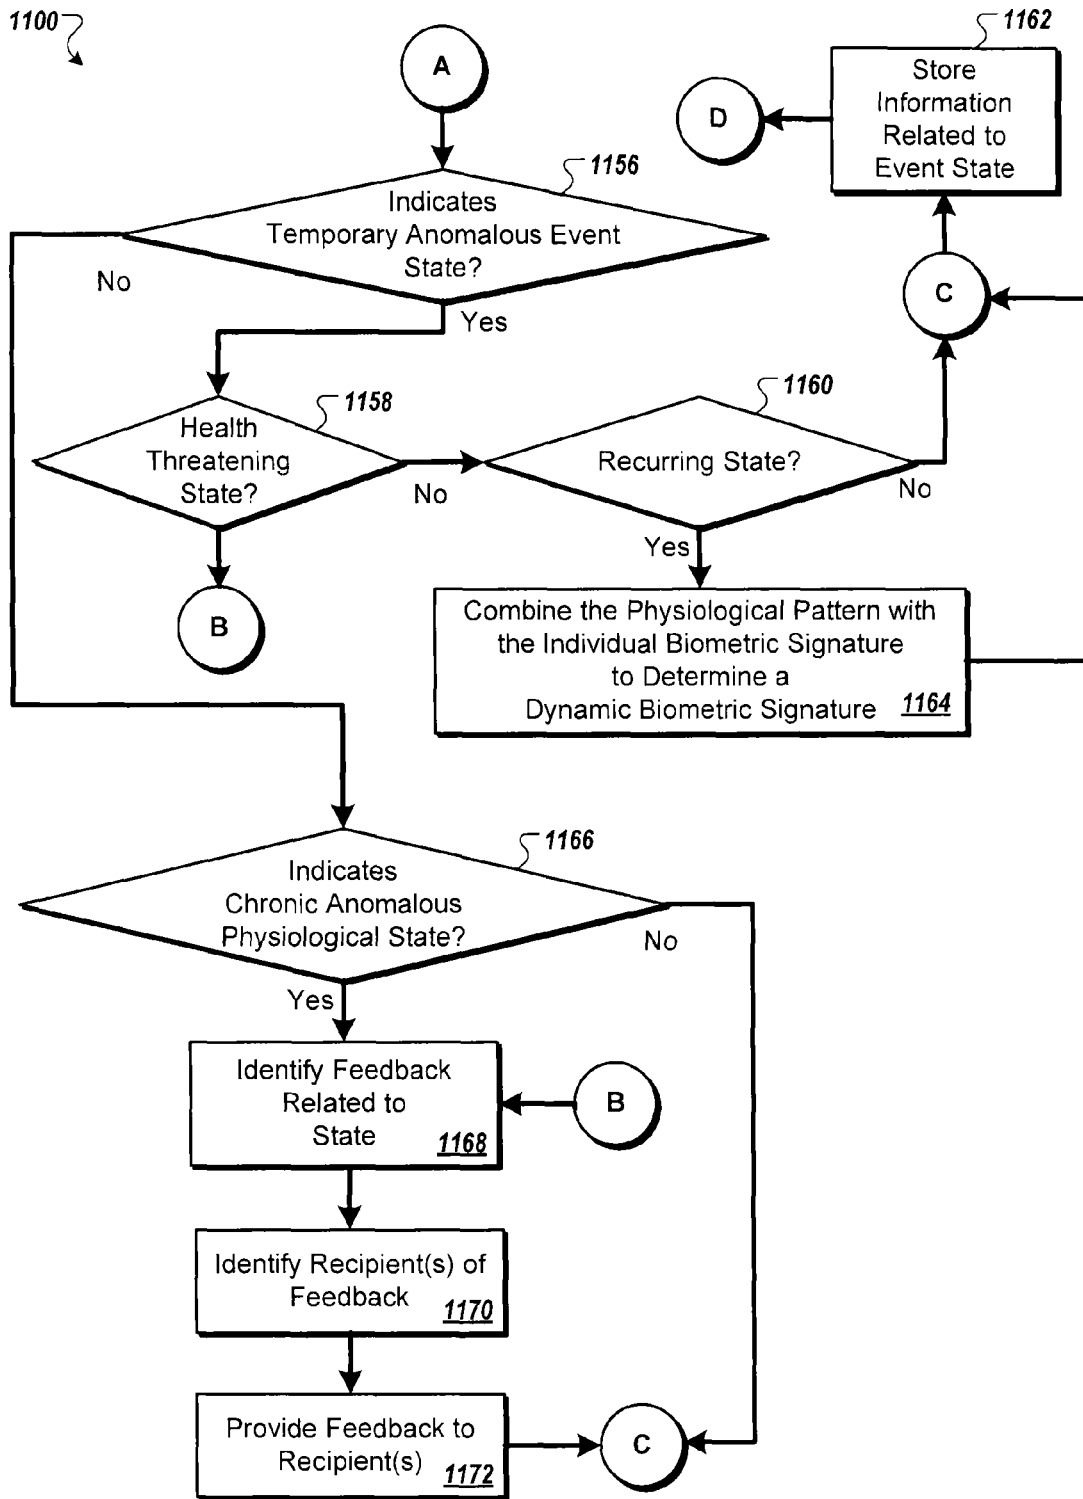 1100
A
1162
Store
Information
Related to
Event State
D
1156
Indicates
Temporary Anomalous Event
State?
No
Yes
C
1158
Health
Threatening
State?
No
1160
Recurring State?
No
Yes
B
Combine the Physiological Pattern with
the Individual Biometric Signature
to Determine a
Dynamic Biometric Signature
1164
1166
Indicates
Chronic Anomalous
Physiological State?
No
Yes
Identify Feedback
Related to
State
1168
B
Identify Recipient(s) of
Feedback
1170
Provide Feedback to
Recipient(s)
1172
C